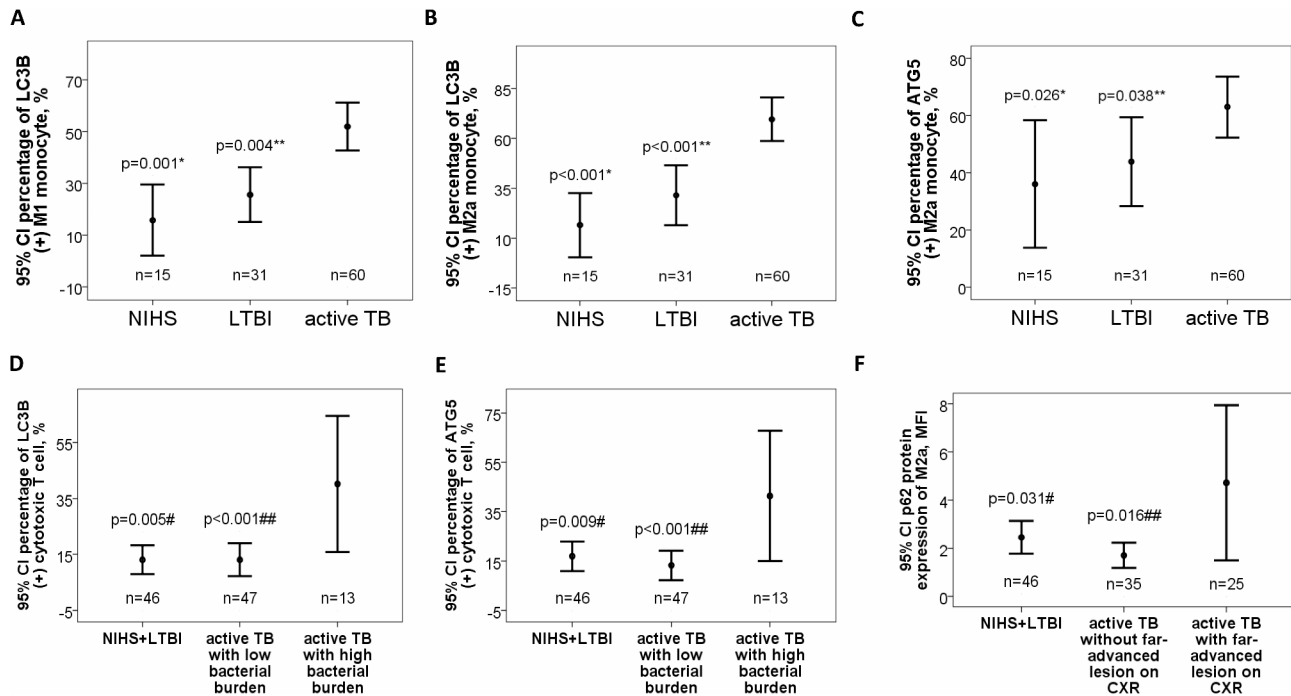 A
95% CI percentage of LC3B
(+) M1 monocyte, %
70
50
30
10
-10
p=0.001*
p=0.004**
n=15
n=31
n=60
NIHS
LTBI
active TB
B
95% CI percentage of LC3B
(+) M2a monocyte, %
85
60
35
10
-15
p<0.001*
p<0.001**
n=15
n=31
n=60
NIHS
LTBI
active TB
C
95% CI percentage of ATG5
(+) M2a monocyte, %
80
60
40
20
0
p=0.026*
p=0.038**
n=15
n=31
n=60
NIHS
LTBI
active TB
D
95% CI percentage of LC3B
(+) cytotoxic T cell, %
55
35
15
-5
p=0.005#
p<0.001##
n=46
n=47
n=13
NIHS+LTBI
active TB
with low
bacterial
burden
active TB
with high
bacterial
burden
E
95% CI percentage of ATG5
(+) cytotoxic T cell, %
75
55
35
15
-5
p=0.009#
p<0.001##
n=46
n=47
n=13
NIHS+LTBI
active TB
with low
bacterial
burden
active TB
with high
bacterial
burden
F
95% CI p62 protein
expression of M2a, MFI
8
6
4
2
0
p=0.031#
p=0.016##
n=46
n=35
n=25
NIHS+LTBI
active TB
without far-
advanced
lesion on
CXR
active TB
with far-
advanced
lesion on
CXR